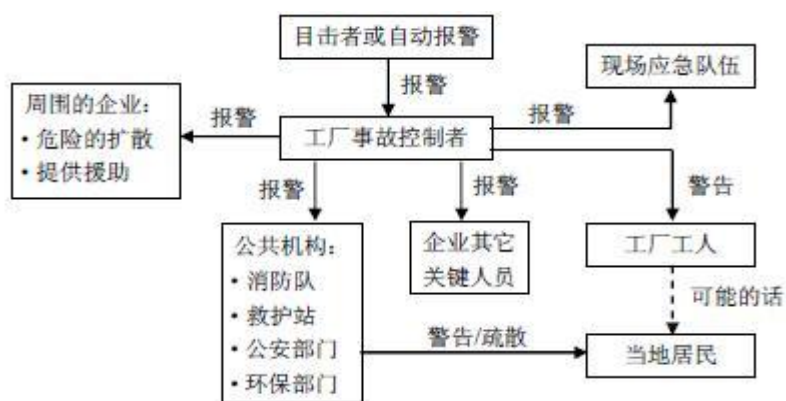 目击者或自动报警
报警
现场应急队伍
周围的企业：
• 危险的扩散
• 提供援助
报警
工厂事故控制者
报警
报警
报警
警告
公共机构：
• 消防队
• 救护站
• 公安部门
• 环保部门
企业其它
关键人员
工厂工人
可能的话
警告/疏散
当地居民